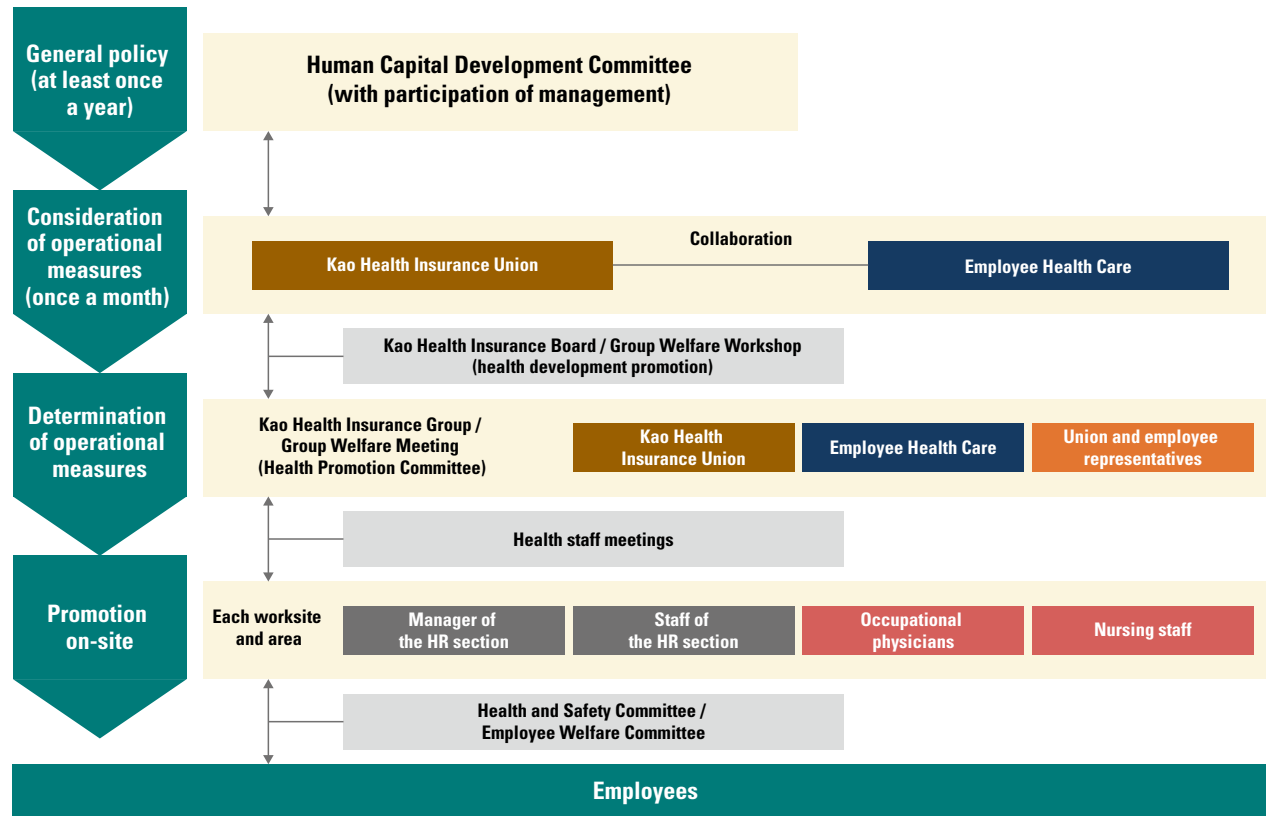 General policy
(at least once
a year)
Human Capital Development Committee
(with participation of management)
Consideration
of operational
measures
(once a month)
Kao Health Insurance Union
Collaboration
Employee Health Care
Kao Health Insurance Board / Group Welfare Workshop
(health development promotion)
Determination
of operational
measures
Kao Health Insurance Group /
Group Welfare Meeting
(Health Promotion Committee)
Kao Health
Insurance Union
Employee Health Care
Union and employee
representatives
Health staff meetings
Promotion
on-site
Each worksite
and area
Manager of
the HR section
Staff of
the HR section
Occupational
physicians
Nursing staff
Health and Safety Committee /
Employee Welfare Committee
Employees